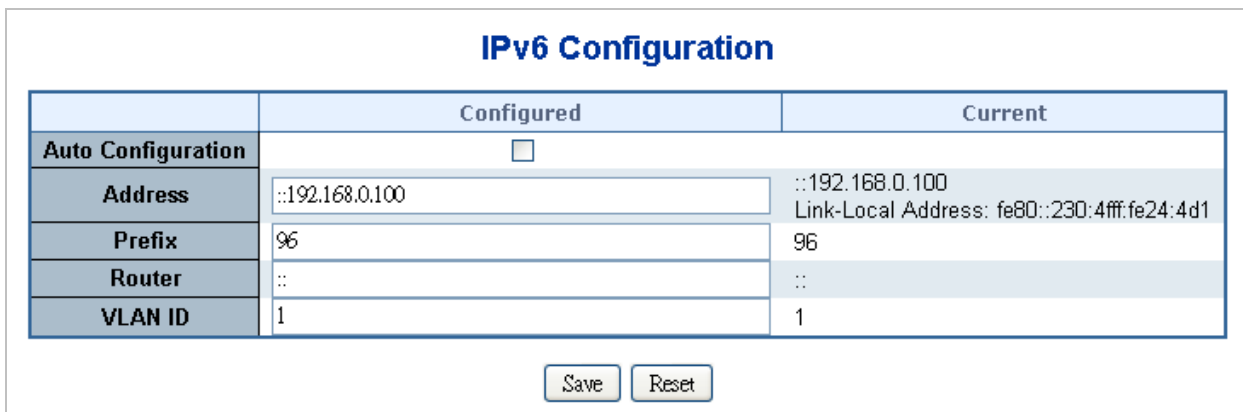 IPv6 Configuration
Configured Current
Auto Configuration
Address ::192.168.0.100 ::192.168.0.100
Link-Local Address: fe80::230:4fff:fe24:4d1
Prefix 96 96
Router :: ::
VLAN ID 1 1
Save Reset